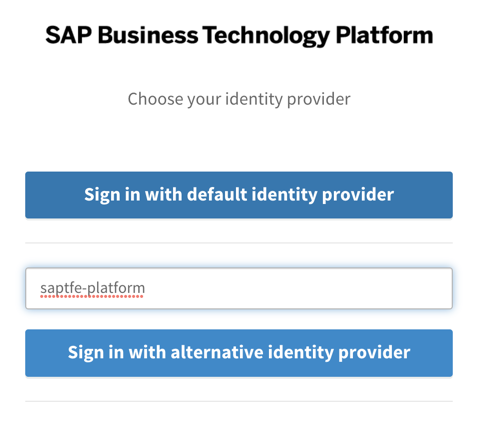 SAP Business Technology Platform
Choose your identity provider
Sign in with default identity provider
saptfe-platform
Sign in with alternative identity provider